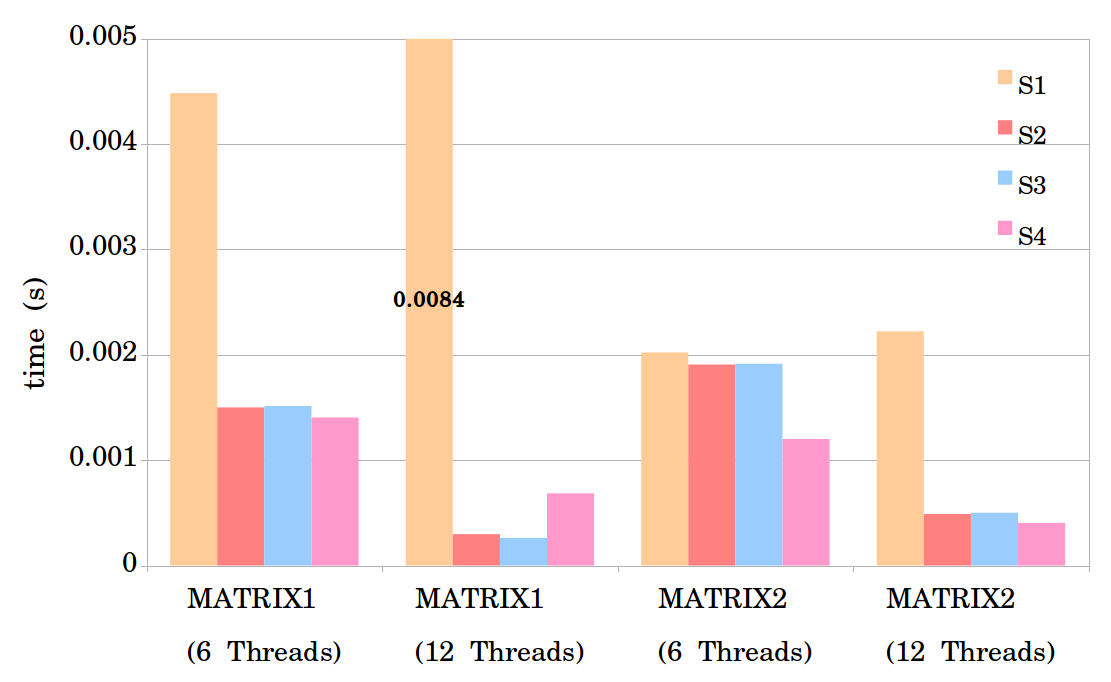 0.005
0.004
0.003
0.002
0.001
0
time (s)
S1
S2
S3
S4
0.0084
MATRIX1
(6 Threads)
MATRIX1
(12 Threads)
MATRIX2
(6 Threads)
MATRIX2
(12 Threads)